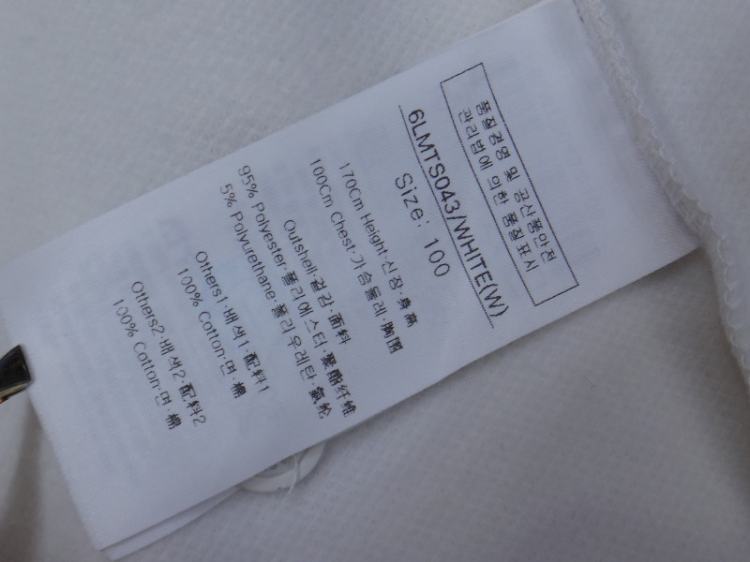 품질경영 및 공산품안전
관리법에 의한 품질표시
6LMTS043/WHITE(W)
Size: 100
170Cm Height·신장·身高
100Cm Chest·가슴둘레·胸围
Outshell·겉감·面料
95% Polyester·폴리에스터·聚酯纤维
5% Polyurethane·폴리우레탄·氨纶
Others1·배색1·配料1
100% Cotton·면·棉
Others2·배색2·配料2
100% Cotton·면·棉